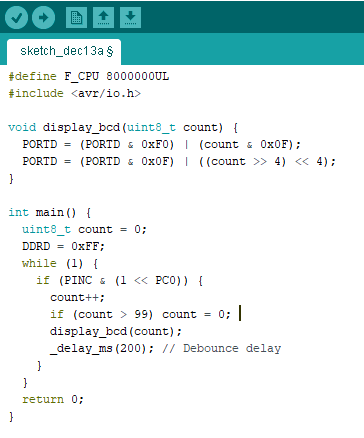 sketch_dec13a §
#define F_CPU 8000000UL
#include <avr/io.h>

void display_bcd(uint8_t count) {
  PORTD = (PORTD & 0xF0) | (count & 0x0F);
  PORTD = (PORTD & 0x0F) | ((count >> 4) << 4);
}

int main() {
  uint8_t count = 0;
  DDRD = 0xFF;
  while (1) {
    if (PINC & (1 << PC0)) {
      count++;
      if (count > 99) count = 0;
      display_bcd(count);
      _delay_ms(200); // Debounce delay
    }
  }
  return 0;
}